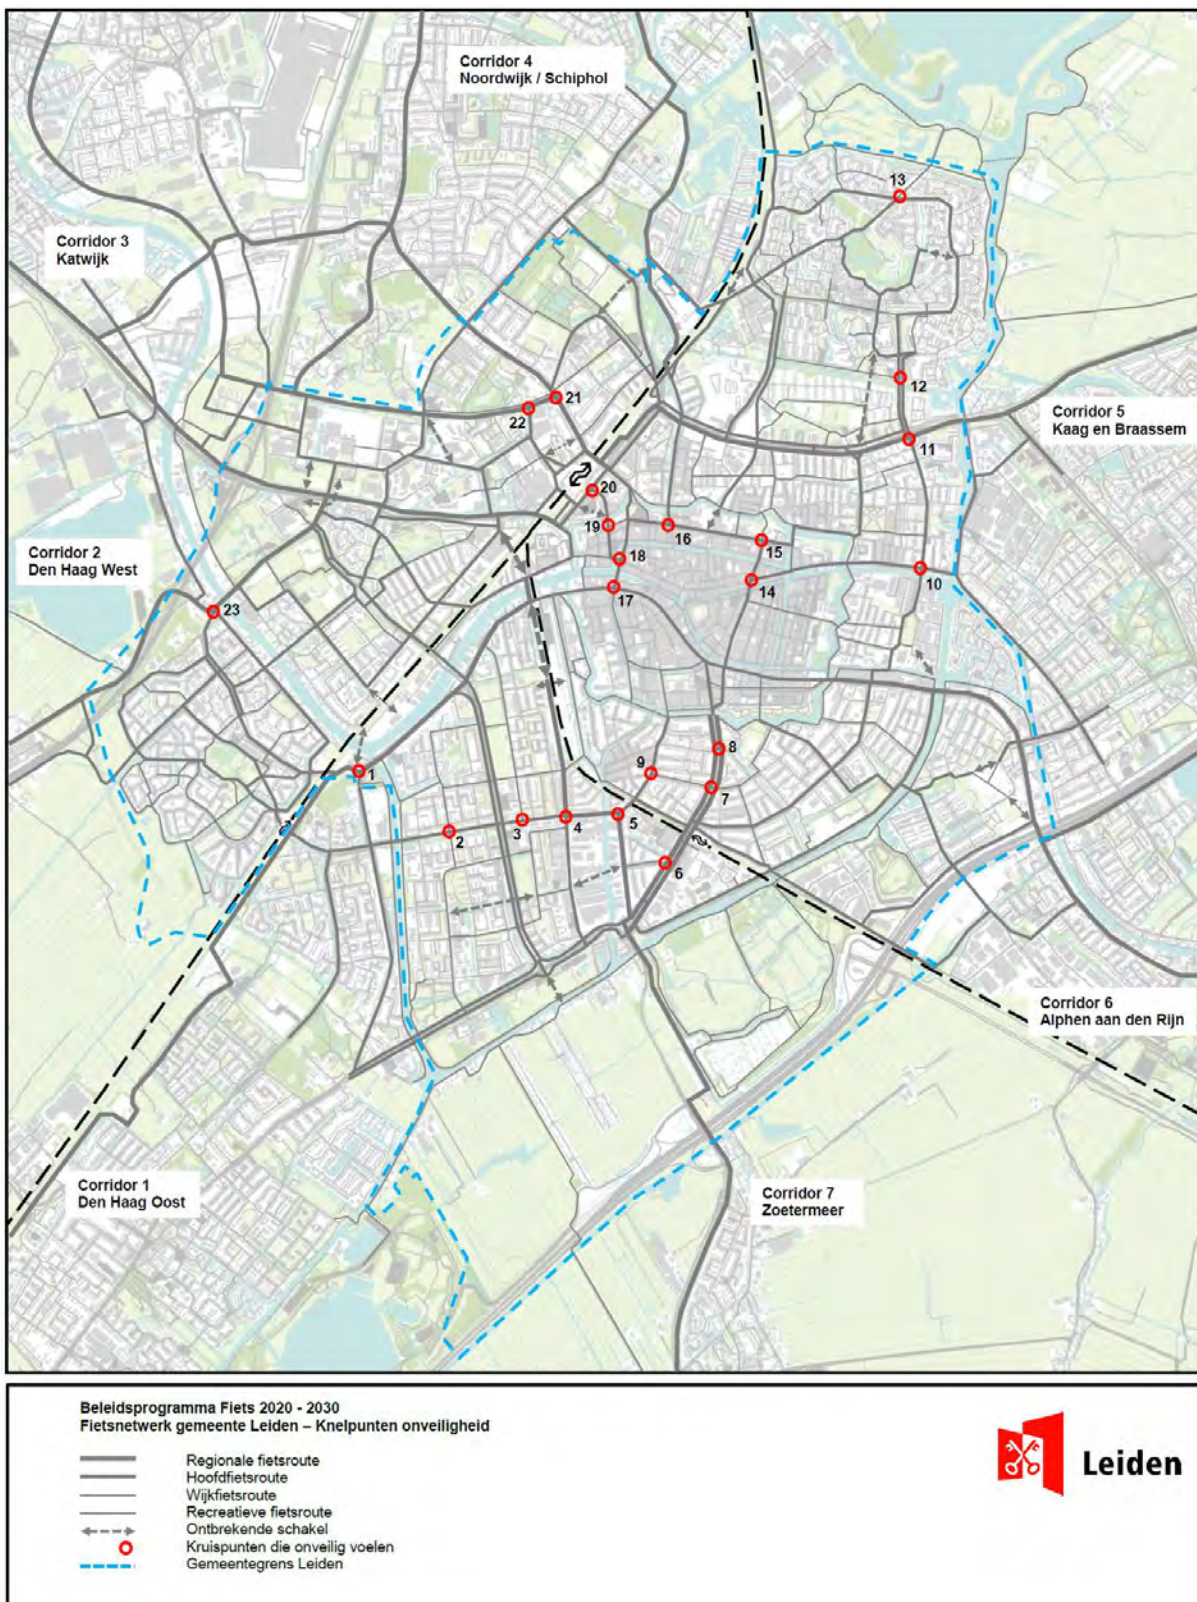 Corridor 4
Noordwijk / Schiphol
13
Corridor 3
Katwijk
12
21
22
11
Corridor 5
Kaag en Braassem
20
19
16
15
18
Corridor 2
Den Haag West
10
14
17
23
8
9
1
7
5
4
3
2
6
Corridor 6
Alphen aan den Rijn
Corridor 1
Den Haag Oost
Corridor 7
Zoetermeer
Beleidsprogramma Fiets 2020 - 2030
Fietsnetwerk gemeente Leiden – Knelpunten onveiligheid
Regionale fietsroute
Hoofdfietsroute
Wijkfietsroute
Recreatieve fietsroute
Ontbrekende schakel
Kruispunten die onveilig voelen
Gemeentegrens Leiden
Leiden